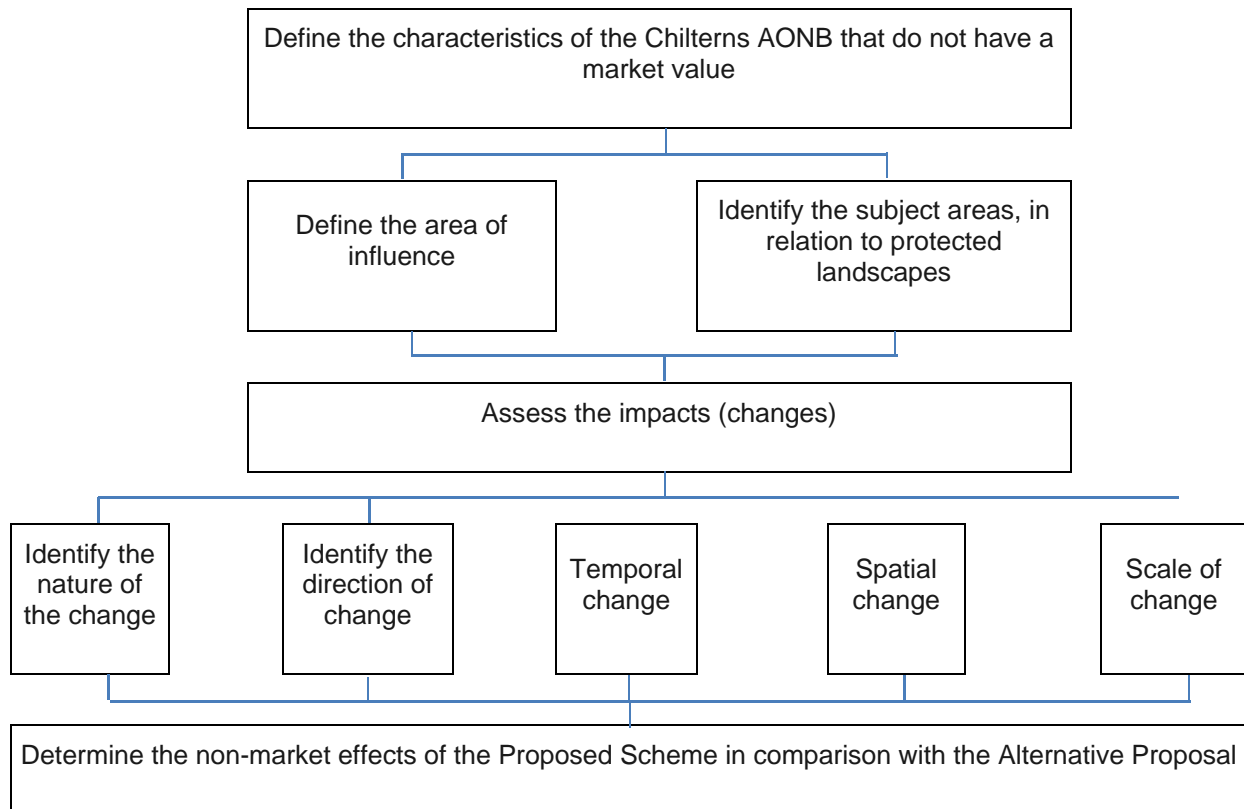 Define the characteristics of the Chilterns AONB that do not have a
market value
Define the area of
influence
Identify the subject areas, in
relation to protected
landscapes
Assess the impacts (changes)
Identify the
nature of
the change
Identify the
direction of
change
Temporal
change
Spatial
change
Scale of
change
Determine the non-market effects of the Proposed Scheme in comparison with the Alternative Proposal